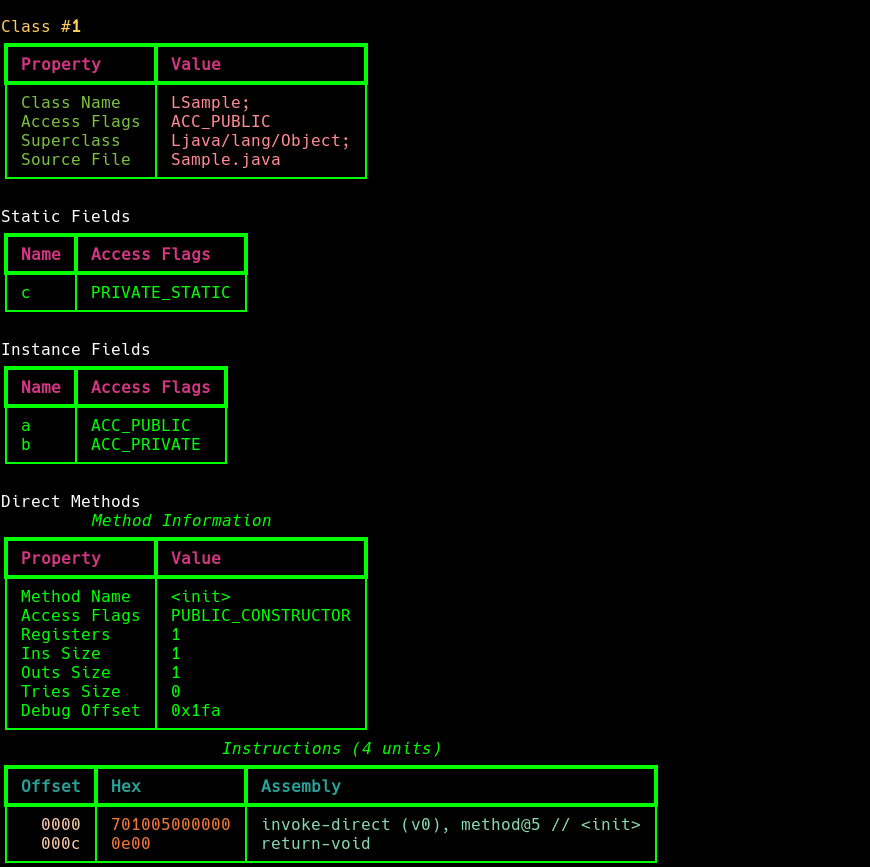 Class #1
Property Value
Class Name LSample;
Access Flags ACC_PUBLIC
Superclass Ljava/lang/Object;
Source File Sample.java
Static Fields
Name Access Flags
c PRIVATE_STATIC
Instance Fields
Name Access Flags
a ACC_PUBLIC
b ACC_PRIVATE
Direct Methods
Method Information
Property Value
Method Name <init>
Access Flags PUBLIC_CONSTRUCTOR
Registers 1
Ins Size 1
Outs Size 1
Tries Size 0
Debug Offset 0x1fa
Instructions (4 units)
Offset Hex Assembly
0000 701005000000 invoke-direct (v0), method@5 // <init>
000c 0e00 return-void